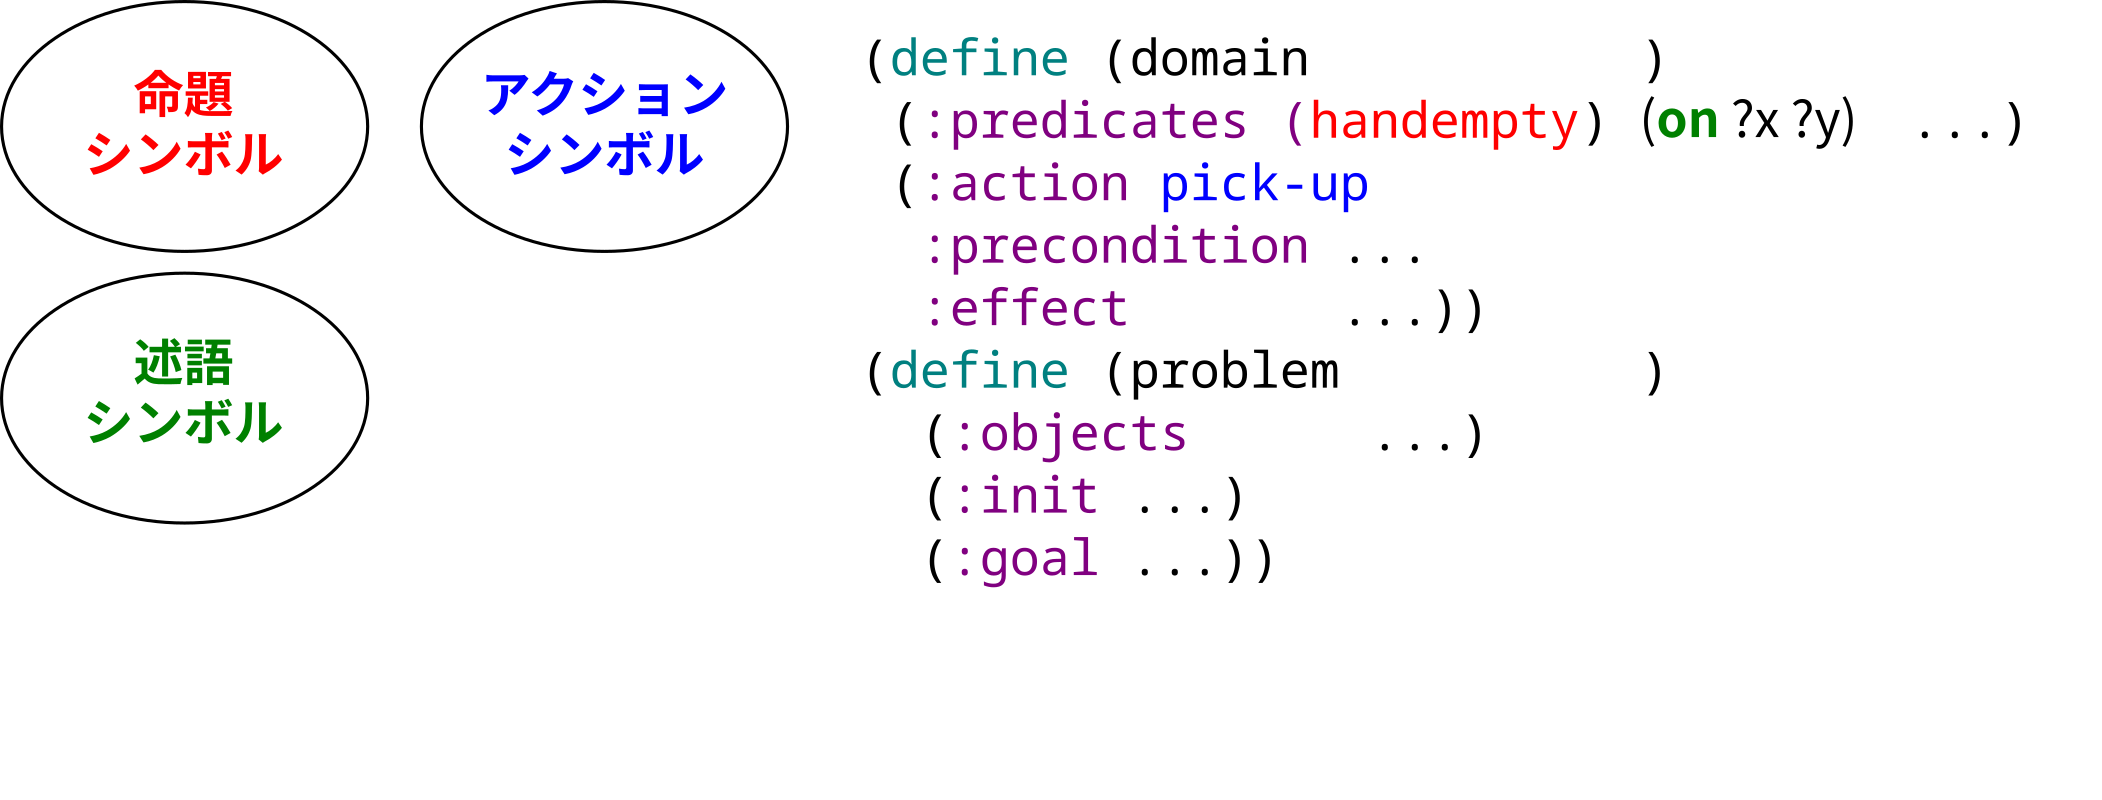 命題
シンボル
アクション
シンボル
述語
シンボル
(define (domain           )
 (:predicates (handempty) (on ?x ?y)  ...)
 (:action pick-up
  :precondition ...
  :effect       ...))
(define (problem          )
  (:objects      ...)
  (:init ...)
  (:goal ...))